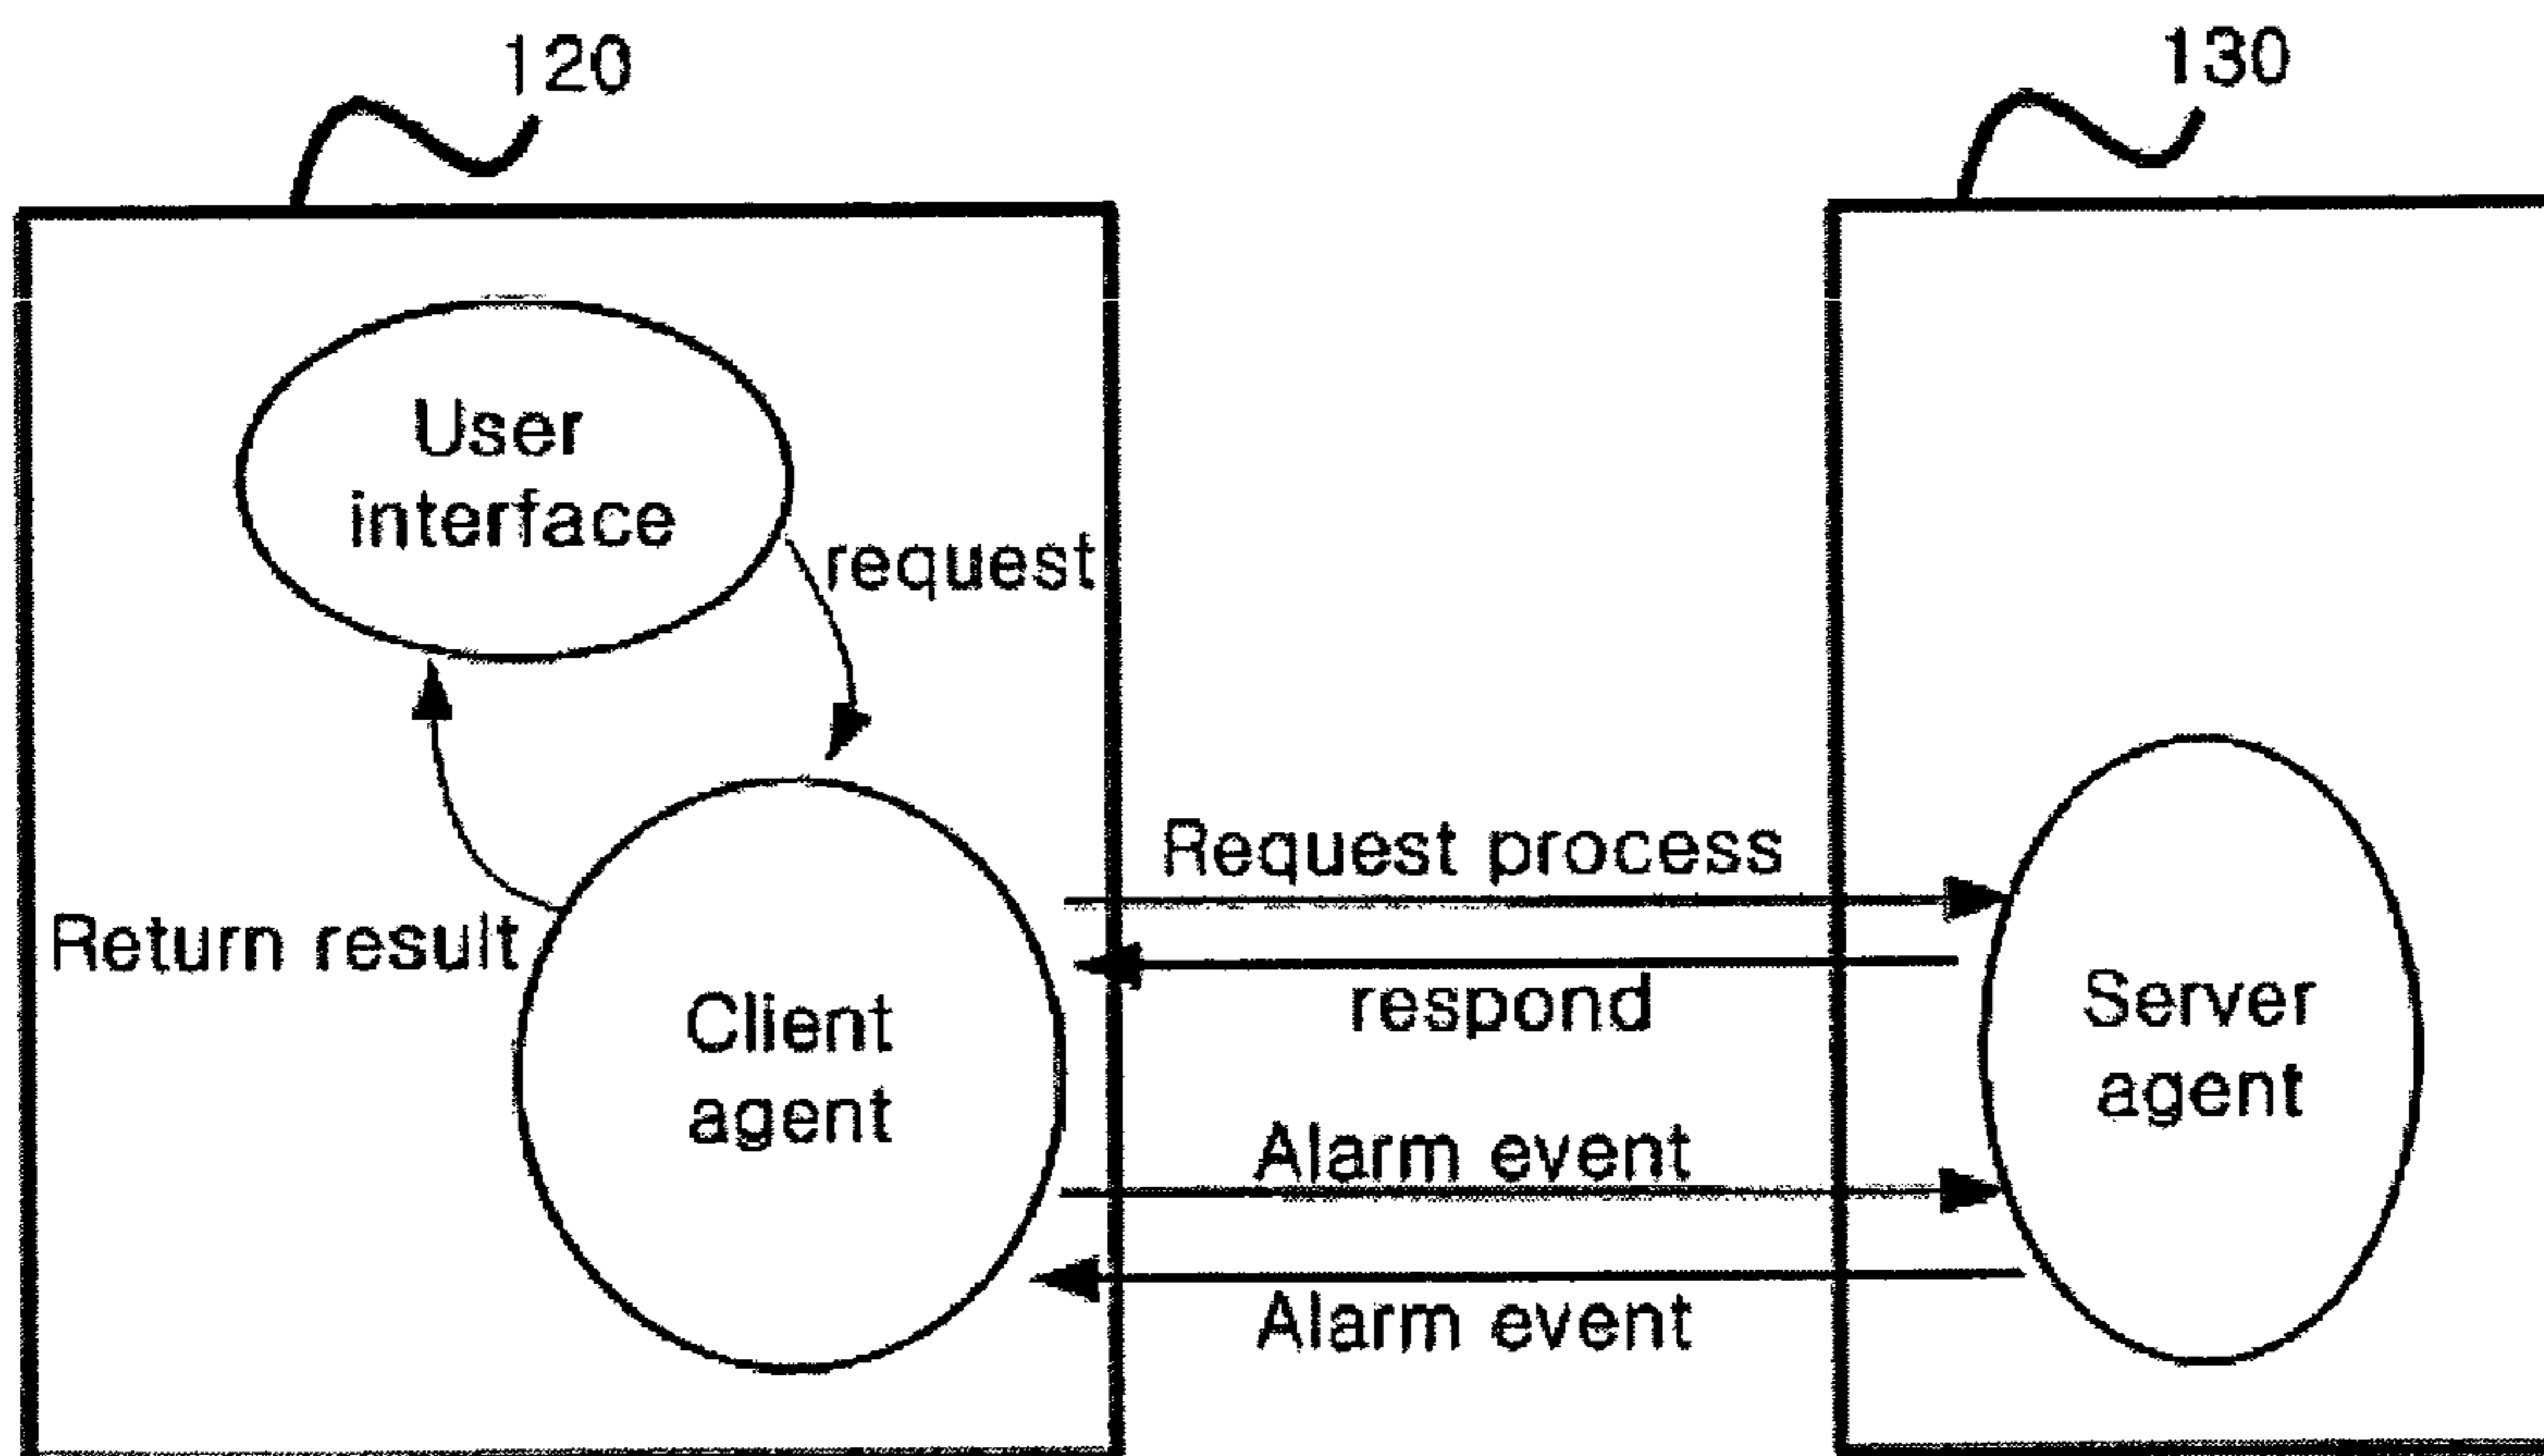 120
130
User
interface
request
Request process
Return result
respond
Client
agent
Server
agent
Alarm event
Alarm event